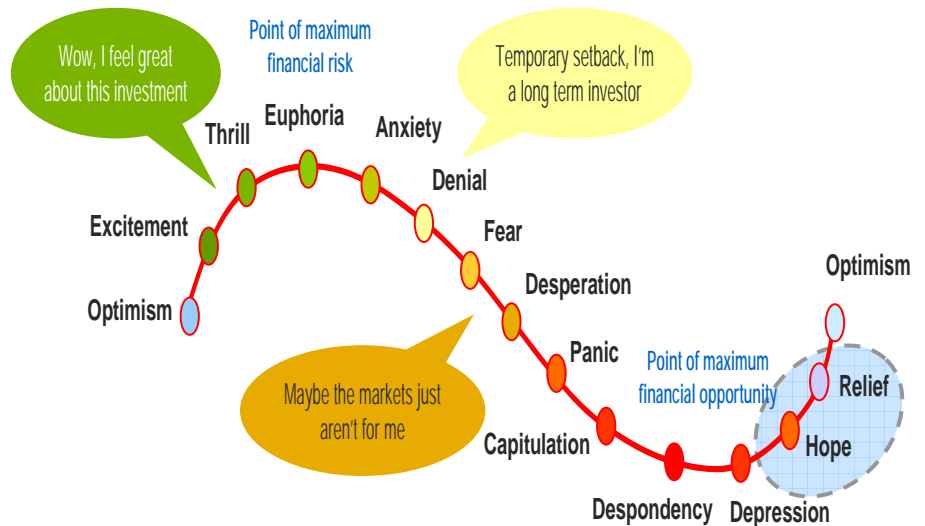 Point of maximum
financial risk
Wow, I feel great
about this investment
Temporary setback, I'm
a long term investor
Euphoria
Thrill
Anxiety
Denial
Excitement
Fear
Optimism
Desperation
Optimism
Panic
Point of maximum
financial opportunity
Relief
Maybe the markets just
aren't for me
Capitulation
Hope
Despondency
Depression